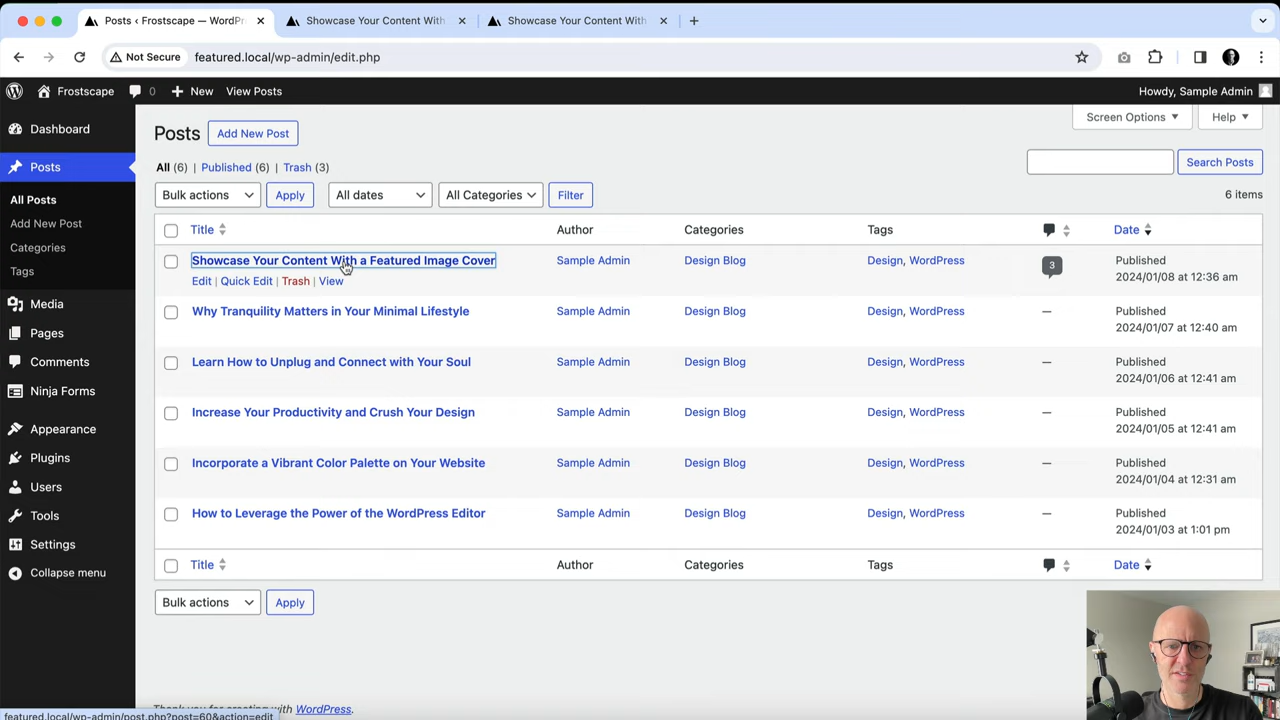 Posts ‹ Frostscape — WordPr
Showcase Your Content With
Showcase Your Content With
Not Secure
featured.local/wp-admin/edit.php
Frostscape
0
New
View Posts
Howdy, Sample Admin
Dashboard
Posts
All Posts
Add New Post
Categories
Tags
Media
Pages
Comments
Ninja Forms
Appearance
Plugins
Users
Tools
Settings
Collapse menu
Posts
Add New Post
Screen Options
Help
All (6) | Published (6) | Trash (3)
Search Posts
Bulk actions
Apply
All dates
All Categories
Filter
6 items
Title
Author
Categories
Tags
Date
Showcase Your Content With a Featured Image Cover
Edit | Quick Edit | Trash | View
Sample Admin
Design Blog
Design, WordPress
3
Published
2024/01/08 at 12:36 am
Why Tranquility Matters in Your Minimal Lifestyle
Sample Admin
Design Blog
Design, WordPress
—
Published
2024/01/07 at 12:40 am
Learn How to Unplug and Connect with Your Soul
Sample Admin
Design Blog
Design, WordPress
—
Published
2024/01/06 at 12:41 am
Increase Your Productivity and Crush Your Design
Sample Admin
Design Blog
Design, WordPress
—
Published
2024/01/05 at 12:41 am
Incorporate a Vibrant Color Palette on Your Website
Sample Admin
Design Blog
Design, WordPress
—
Published
2024/01/04 at 12:31 am
How to Leverage the Power of the WordPress Editor
Sample Admin
Design Blog
Design, WordPress
—
Published
2024/01/03 at 1:01 pm
Title
Author
Categories
Tags
Date
Bulk actions
Apply
Thank you for creating with WordPress.
featured.local/wp-admin/post.php?post=60&action=edit